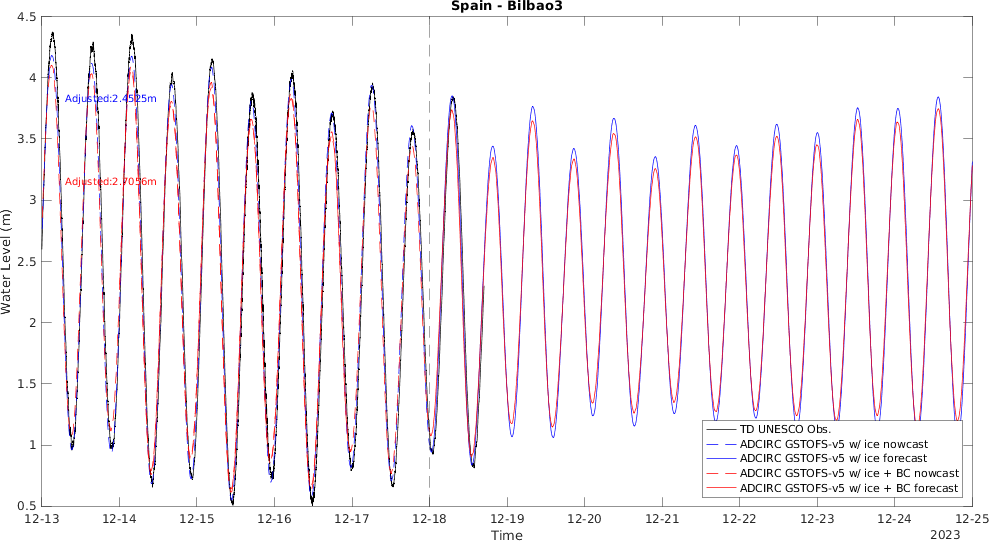 Spain - Bilbao3
4.5
4
3.5
3
2.5
2
1.5
1
0.5
Water Level (m)
Adjusted:2.4525m
Adjusted:2.7056m
TD UNESCO Obs.
ADCIRC GSTOFS-v5 w/ ice nowcast
ADCIRC GSTOFS-v5 w/ ice forecast
ADCIRC GSTOFS-v5 w/ ice + BC nowcast
ADCIRC GSTOFS-v5 w/ ice + BC forecast
12-13 12-14 12-15 12-16 12-17 12-18 12-19 12-20 12-21 12-22 12-23 12-24 12-25
Time
2023